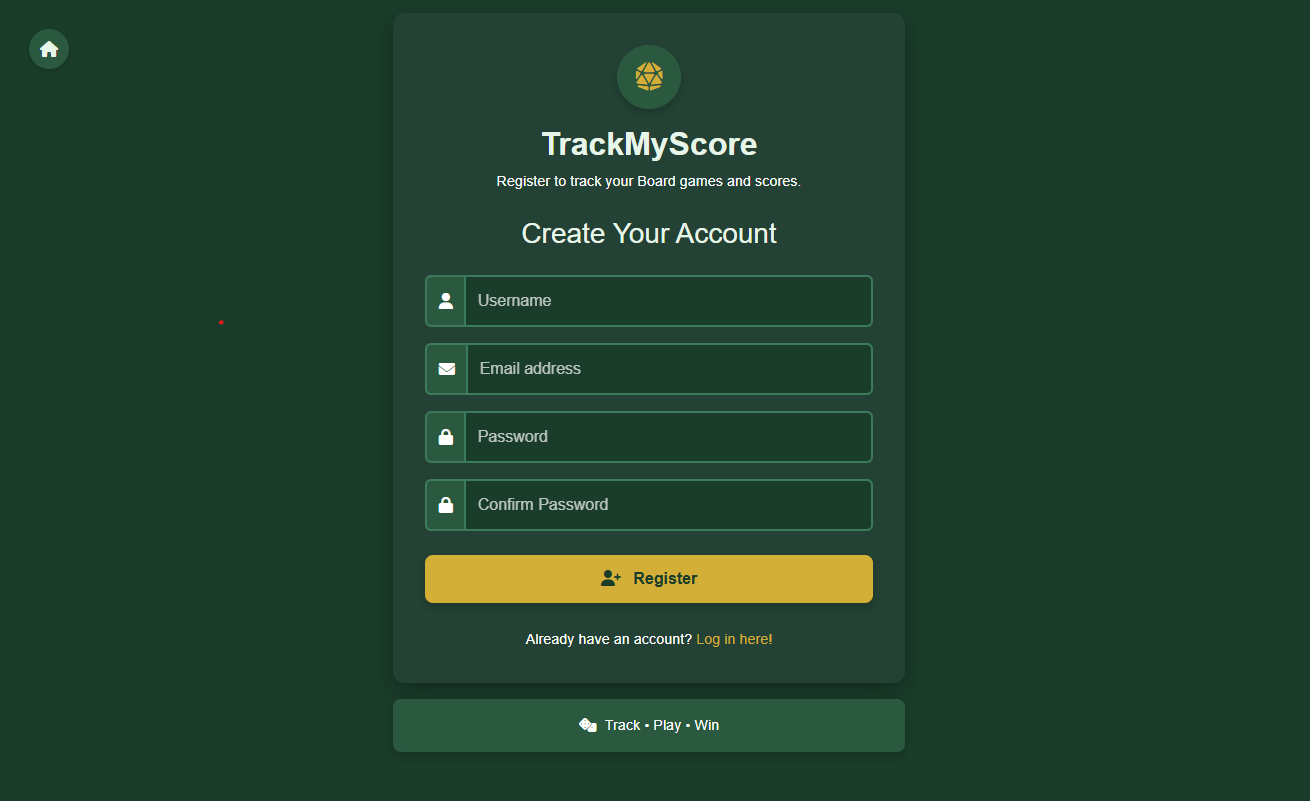 TrackMyScore
Register to track your Board games and scores.
Create Your Account
Username
Email address
Password
Confirm Password
Register
Already have an account? Log in here!
Track • Play • Win